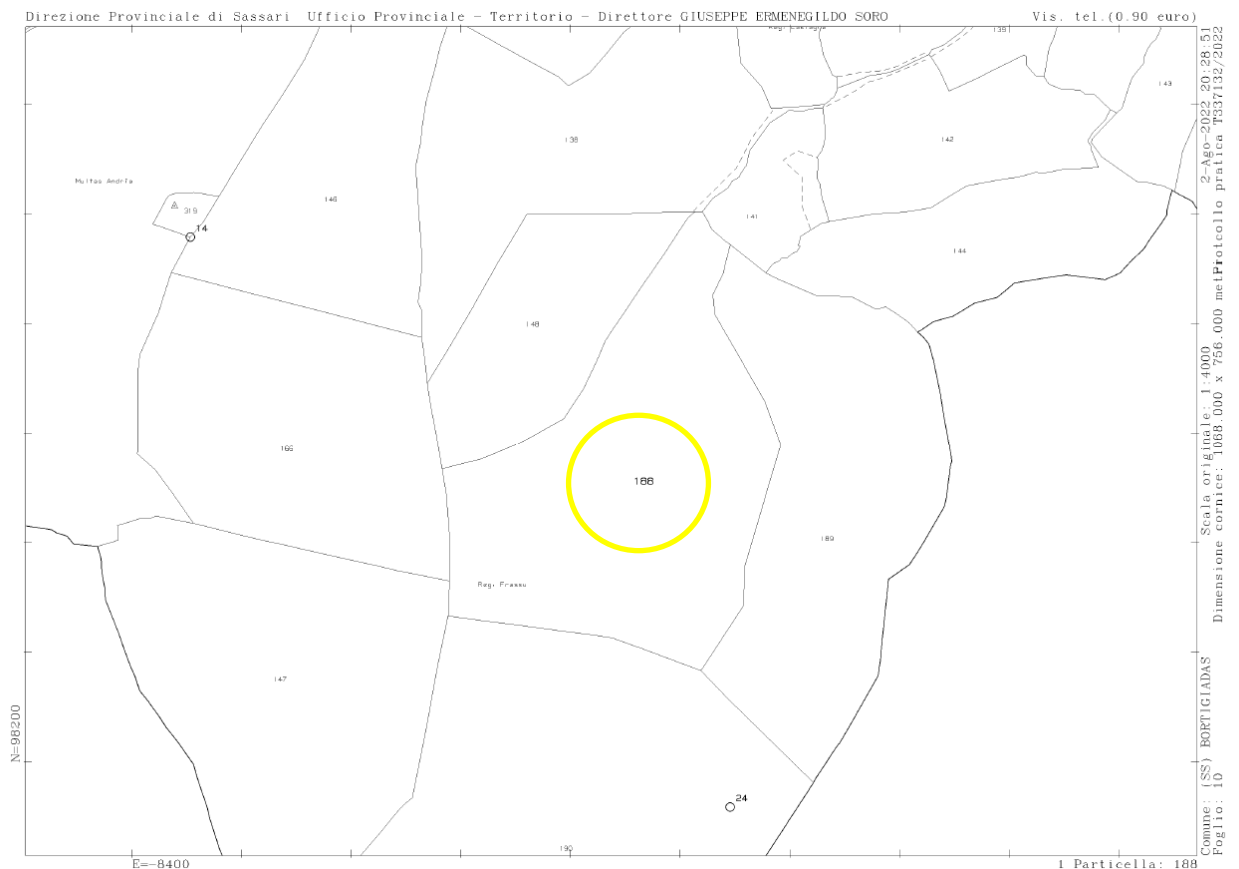 Direzione Provinciale di Sassari Ufficio Provinciale - Territorio - Direttore GIUSEPPE ERMENEGILDO SORO
Vis. tel.(0.90 euro)
139
143
138
142
Multas Andria
146
319
14
141
144
148
165
188
189
Reg. Frassu
147
24
190
N=98200
E=-8400
1 Particella: 188
2-Ago-2022 20:28:51
pratica T337132/2022
Scala originale: 1:4000
Dimensione cornice: 1068.000 x 756.000
Comune: (SS) BORTIGIADAS
Foglio: 10